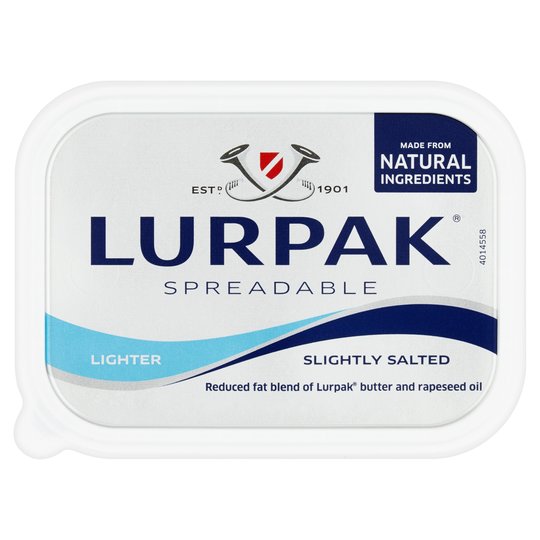 MADE FROM
NATURAL
INGREDIENTS
ESTD 1901
LURPAK®
4014558
SPREADABLE
LIGHTER
SLIGHTLY SALTED
Reduced fat blend of Lurpak® butter and rapeseed oil